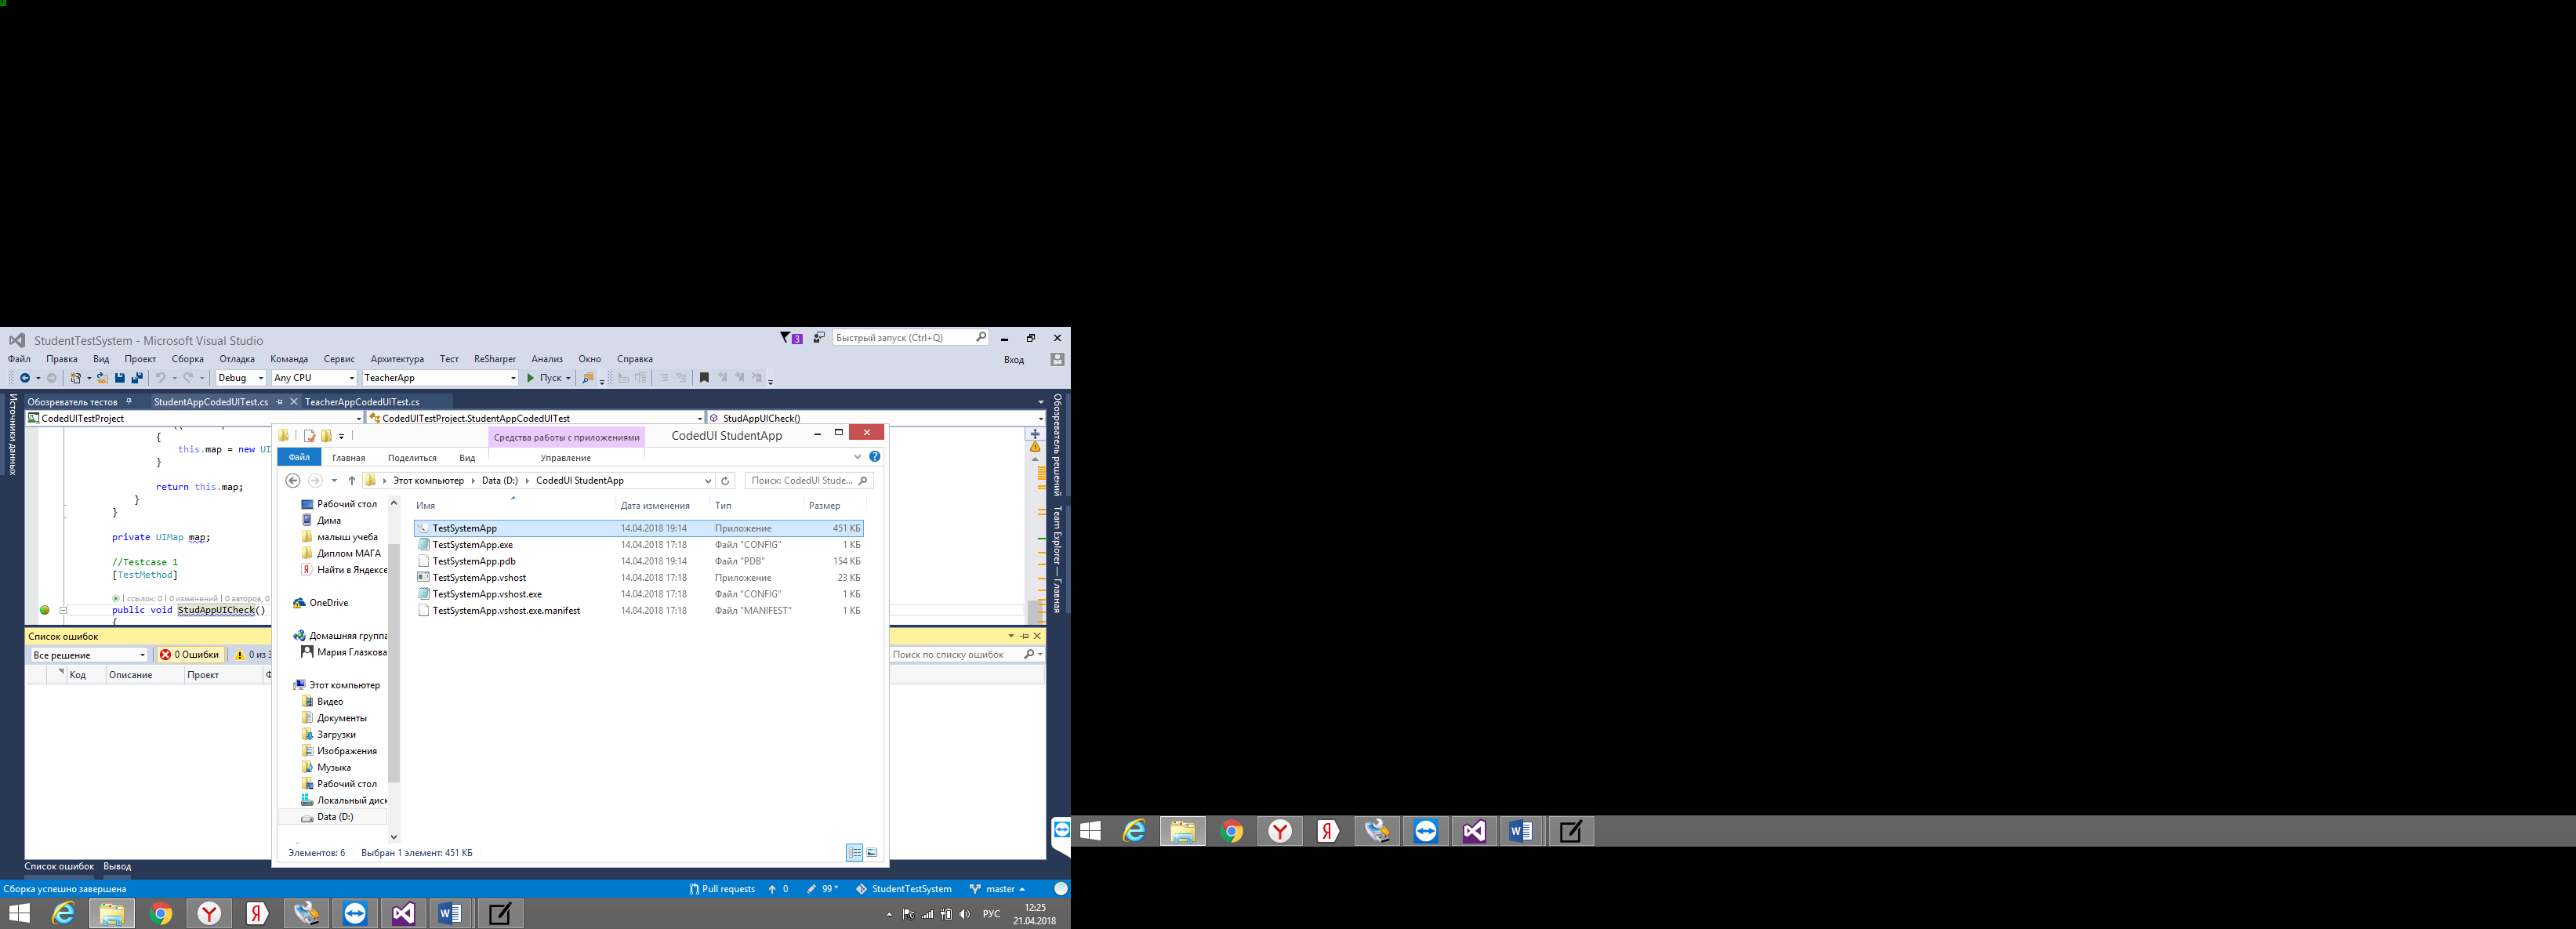 StudentTestSystem - Microsoft Visual Studio
3
Быстрый запуск (Ctrl+Q)
Файл Правка Вид Проект Сборка Отладка Команда Сервис Архитектура Тест ReSharper Анализ Окно Справка
Вход
Debug Any CPU TeacherApp Пуск
Источники данных
Обозреватель тестов StudentAppCodedUITest.cs TeacherAppCodedUITest.cs
CodedUITestProject CodedUITestProject.StudentAppCodedUITest StudAppUICheck()
{
this.map = new UI
}
return this.map;
}
}
private UIMap map;
//Testcase 1
[TestMethod]
ссылок: 0 | 0 изменений | 0 авторов, 0
public void StudAppUICheck()
{
Обозреватель решений
Team Explorer — Главная
Средства работы с приложениями
CodedUI StudentApp
Файл Главная Поделиться Вид Управление
Этот компьютер Data (D:) CodedUI StudentApp
Поиск: CodedUI Stude...
Рабочий стол
Дима
малыш учеба
Диплом МАГА
Найти в Яндексе
OneDrive
Домашняя группа
Мария Глазкова
Этот компьютер
Видео
Документы
Загрузки
Изображения
Музыка
Рабочий стол
Локальный диск
Data (D:)
Имя Дата изменения Тип Размер
TestSystemApp 14.04.2018 19:14 Приложение 451 КБ
TestSystemApp.exe 14.04.2018 17:18 Файл "CONFIG" 1 КБ
TestSystemApp.pdb 14.04.2018 19:14 Файл "PDB" 154 КБ
TestSystemApp.vshost 14.04.2018 17:18 Приложение 23 КБ
TestSystemApp.vshost.exe 14.04.2018 17:18 Файл "CONFIG" 1 КБ
TestSystemApp.vshost.exe.manifest 14.04.2018 17:18 Файл "MANIFEST" 1 КБ
Элементов: 6 Выбран 1 элемент: 451 КБ
Список ошибок
Все решение 0 Ошибки 0 из 3
Поиск по списку ошибок
Код Описание Проект Ф
Список ошибок Вывод
Сборка успешно завершена
Pull requests 0 99* StudentTestSystem master
РУС
12:25
21.04.2018